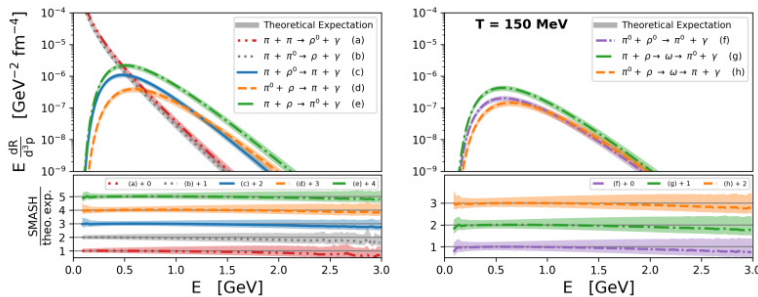 10⁻⁴
10⁻⁵
10⁻⁶
10⁻⁷
10⁻⁸
10⁻⁹
E dR/d³p [GeV⁻² fm⁻⁴]
Theoretical Expectation
π + π → ρ⁰ + γ (a)
π + π⁰ → ρ + γ (b)
π + ρ⁰ → π + γ (c)
π⁰ + ρ → π + γ (d)
π + ρ → π⁰ + γ (e)
SMASH/theo. exp.
(a) + 0 (b) + 1 (c) + 2 (d) + 3 (e) + 4
5
4
3
2
1
0.0 0.5 1.0 1.5 2.0 2.5 3.0
E [GeV]
10⁻⁴
10⁻⁵
10⁻⁶
10⁻⁷
10⁻⁸
10⁻⁹
T = 150 MeV
Theoretical Expectation
π⁰ + ρ⁰ → π⁰ + γ (f)
π + ρ → ω → π⁰ + γ (g)
π⁰ + ρ → ω → π + γ (h)
(f) + 0 (g) + 1 (h) + 2
3
2
1
0.0 0.5 1.0 1.5 2.0 2.5 3.0
E [GeV]